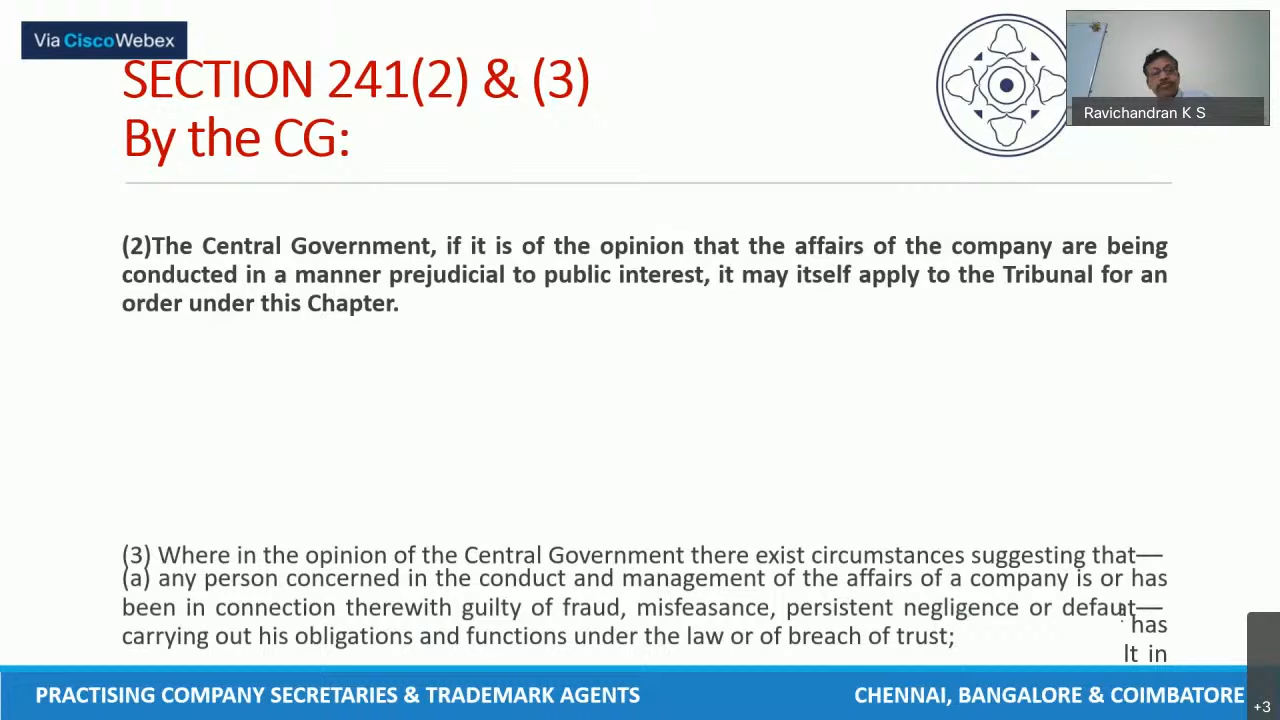 Via Cisco Webex
SECTION 241(2) & (3)
By the CG:
Ravichandran K S
(2)The Central Government, if it is of the opinion that the affairs of the company are being
conducted in a manner prejudicial to public interest, it may itself apply to the Tribunal for an
order under this Chapter.
(3) Where in the opinion of the Central Government there exist circumstances suggesting that—
(a) any person concerned in the conduct and management of the affairs of a company is or has
been in connection therewith guilty of fraud, misfeasance, persistent negligence or
has
carrying out his obligations and functions under the law or of breach of trust;
lt in
PRACTISING COMPANY SECRETARIES & TRADEMARK AGENTS
CHENNAI, BANGALORE & COIMBATORE
+3